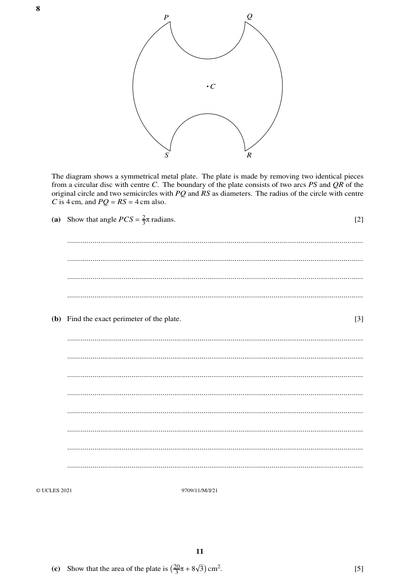 8
P Q
C
S R
The diagram shows a symmetrical metal plate. The plate is made by removing two identical pieces
from a circular disc with centre C. The boundary of the plate consists of two arcs PS and QR of the
original circle and two semicircles with PQ and RS as diameters. The radius of the circle with centre
C is 4 cm, and PQ = RS = 4 cm also.
(a) Show that angle PCS = 2/3π radians. [2]
(b) Find the exact perimeter of the plate. [3]
© UCLES 2021 9709/11/M/J/21
11
(c) Show that the area of the plate is (20/3π + 8√3) cm². [5]